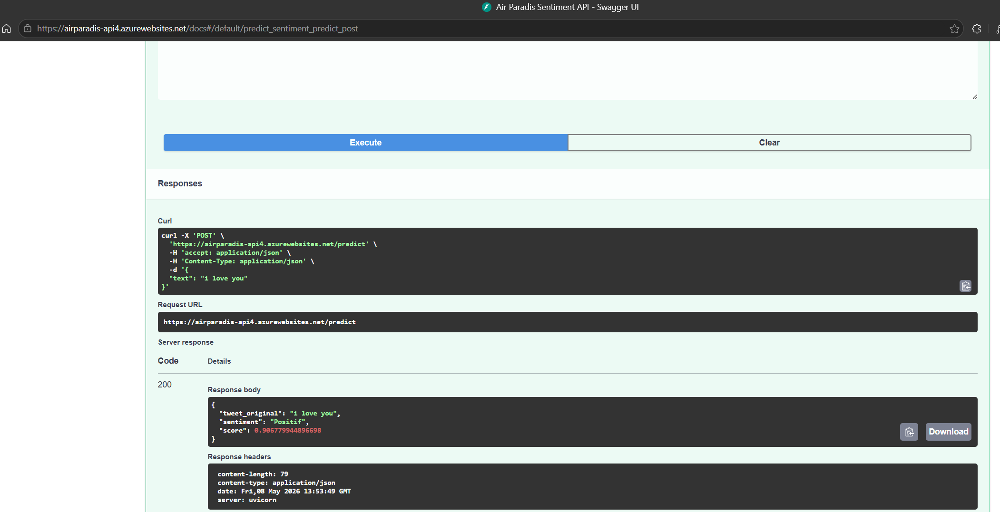 Air Paradis Sentiment API - Swagger UI
https://airparadis-api4.azurewebsites.net/docs#/default/predict_sentiment_predict_post
Execute
Clear
Responses
Curl
curl -X 'POST' \
  'https://airparadis-api4.azurewebsites.net/predict' \
  -H 'accept: application/json' \
  -H 'Content-Type: application/json' \
  -d '{
  "text": "i love you"
}'
Request URL
https://airparadis-api4.azurewebsites.net/predict
Server response
Code Details
200
Response body
{
  "tweet_original": "i love you",
  "sentiment": "Positif",
  "score": 0.906779944896698
}
Download
Response headers
content-length: 79
content-type: application/json
date: Fri,08 May 2026 13:53:49 GMT
server: uvicorn